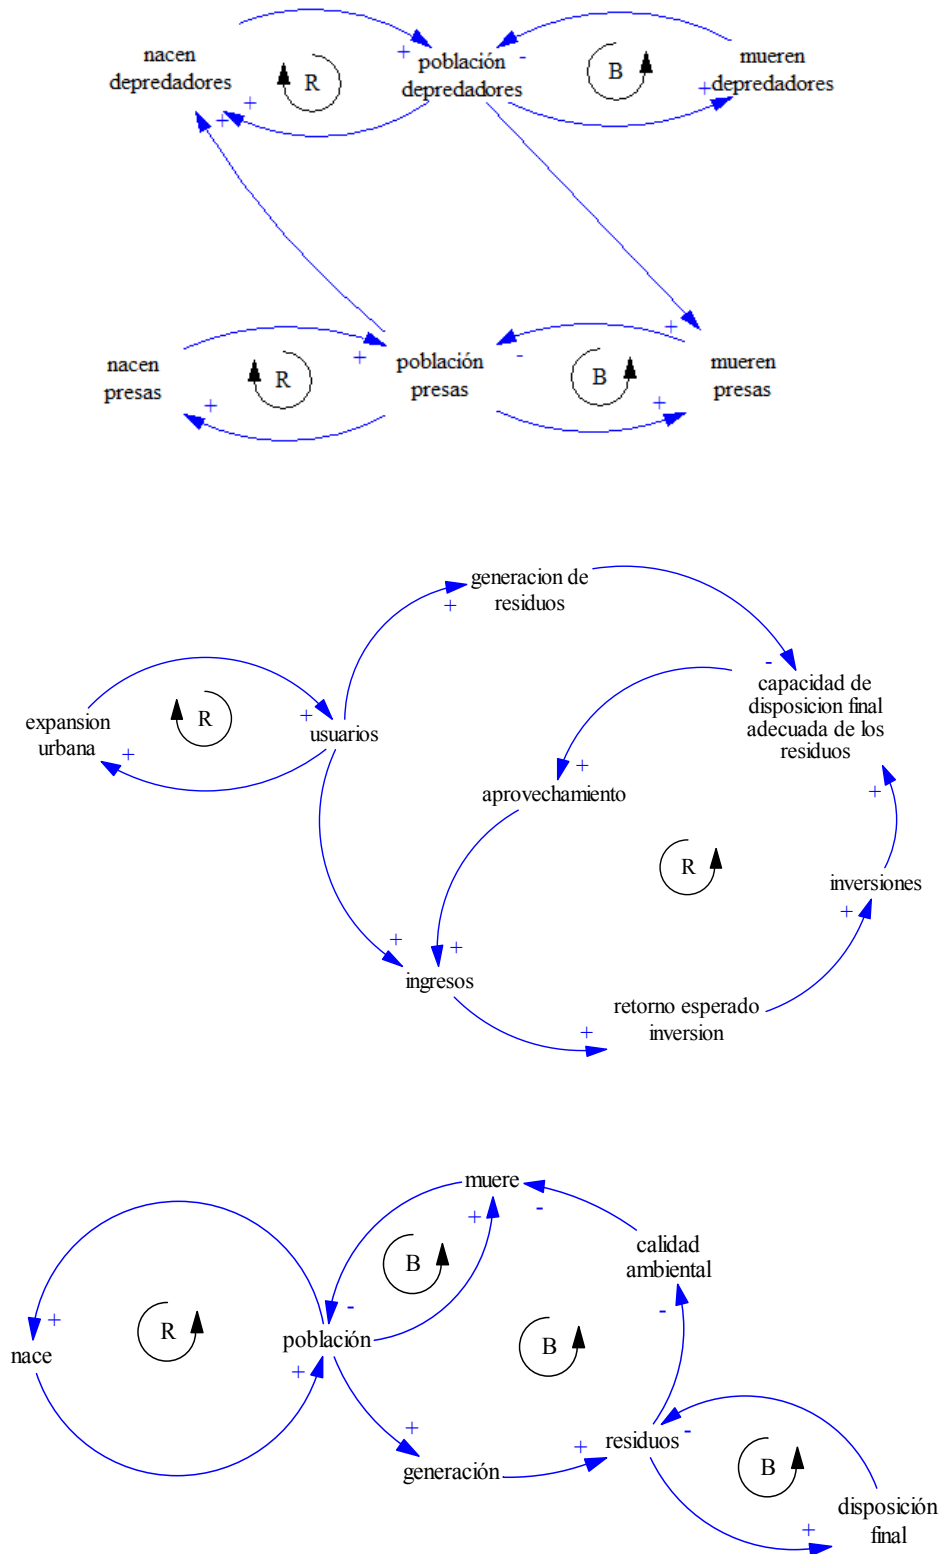 nacen
depredadores
R
+
+
+
población
depredadores
-
B
+
mueren
depredadores
nacen
presas
R
+
+
población
presas
-
B
+
+
mueren
presas
generacion de
residuos
+
-
capacidad de
disposicion final
adecuada de los
residuos
expansion
urbana
R
+
+
usuarios
+
aprovechamiento
+
R
inversiones
+
+
+
ingresos
retorno esperado
inversion
+
muere
+
-
calidad
ambiental
B
-
+
R
-
población
B
nace
+
+
residuos
-
+
generación
B
disposición
final
+